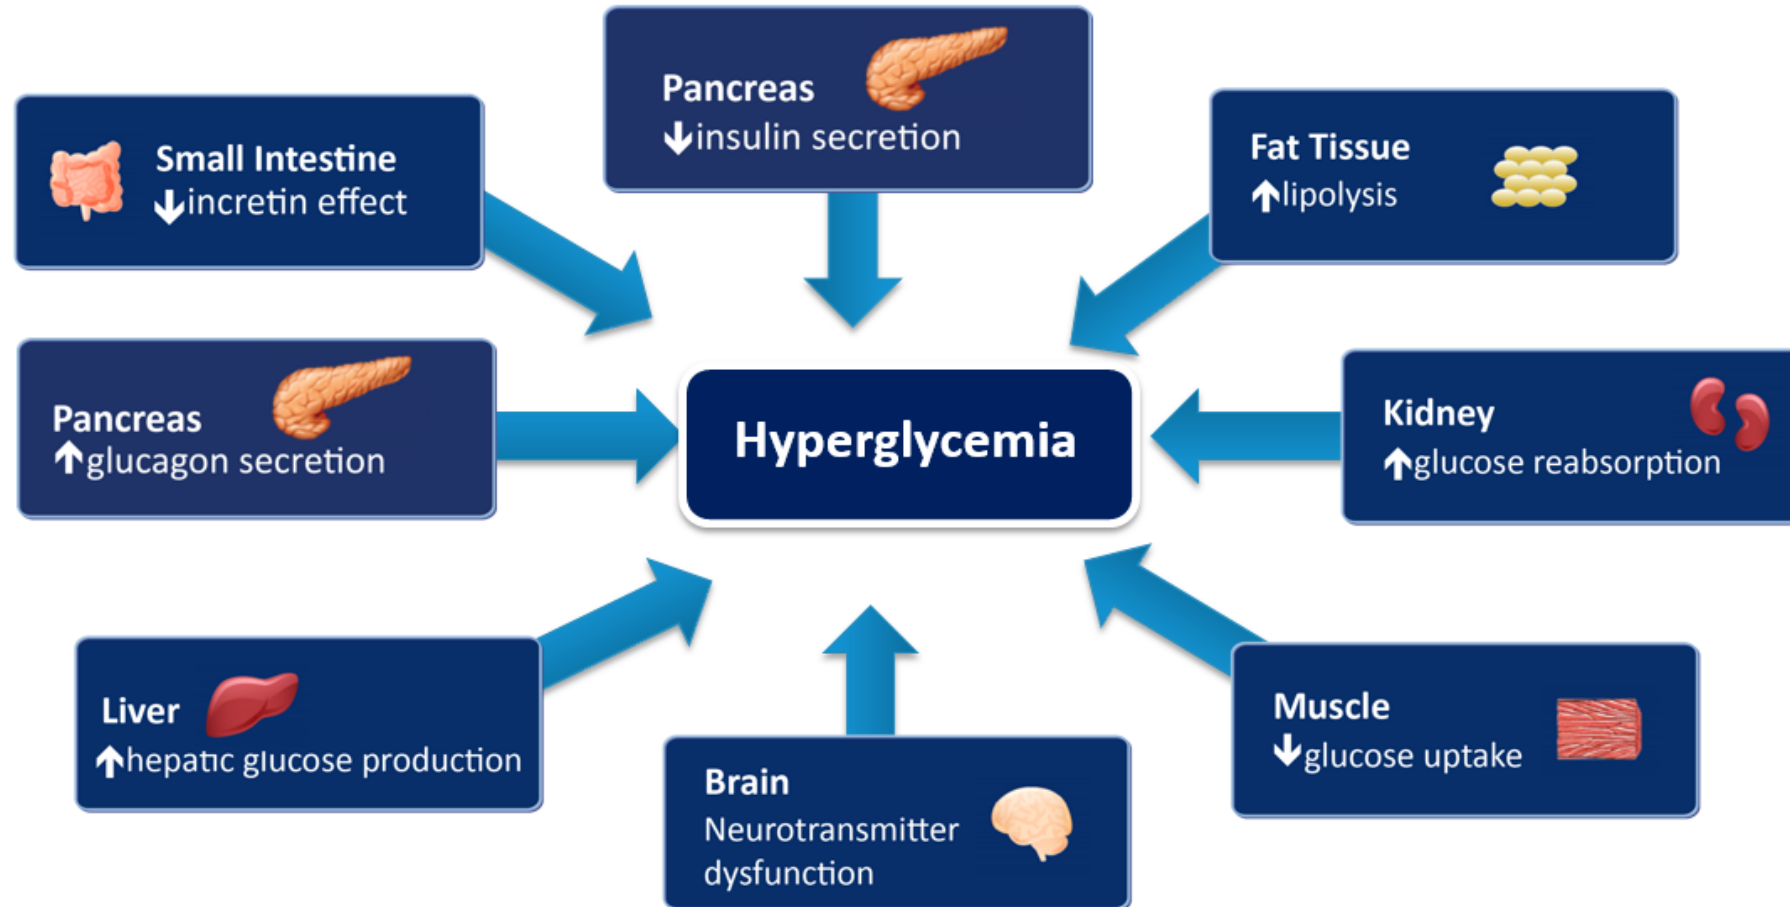 Pancreas
↓insulin secretion
Small Intestine
↓incretin effect
Fat Tissue
↑lipolysis
Pancreas
↑glucagon secretion
Hyperglycemia
Kidney
↑glucose reabsorption
Liver
↑hepatic glucose production
Brain
Neurotransmitter
dysfunction
Muscle
↓glucose uptake